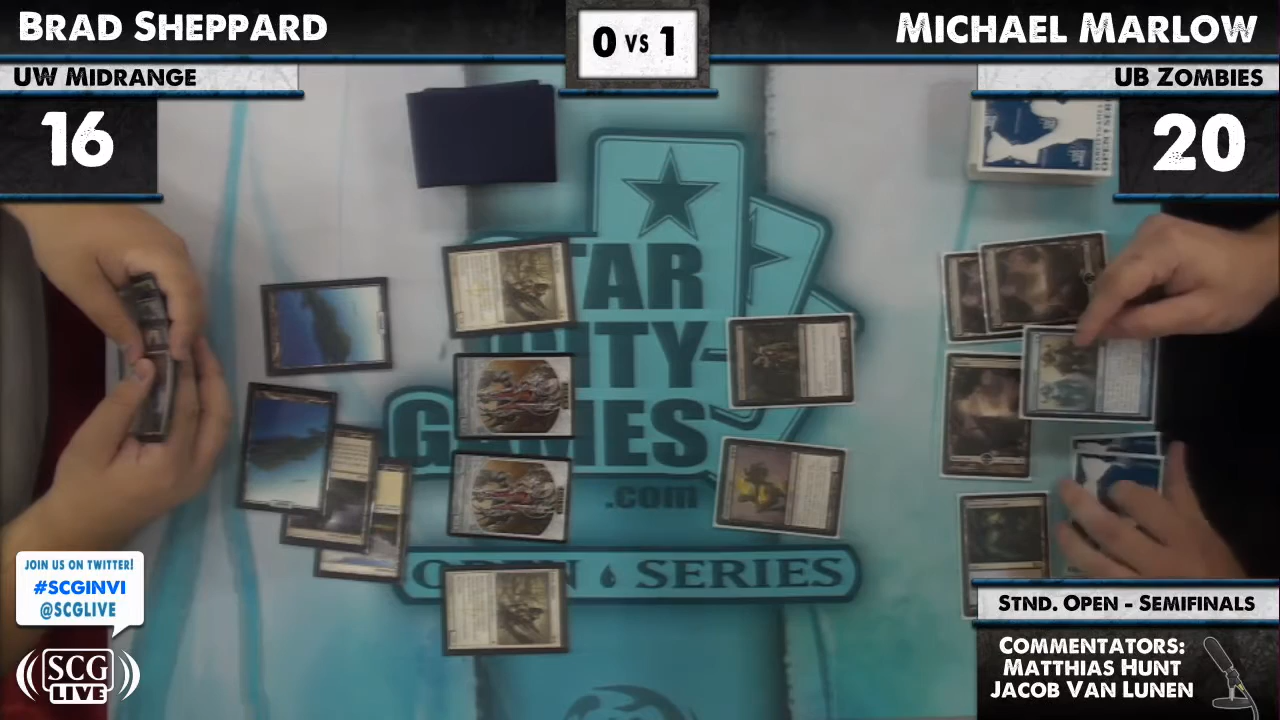 BRAD SHEPPARD
0 VS 1
MICHAEL MARLOW
UW MIDRANGE
UB ZOMBIES
16
20
TAR
CITY
GAMES
.com
OPEN SERIES
JOIN US ON TWITTER!
#SCGINVI
@SCGLIVE
SCG
LIVE
STND. OPEN - SEMIFINALS
COMMENTATORS:
MATTHIAS HUNT
JACOB VAN LUNEN